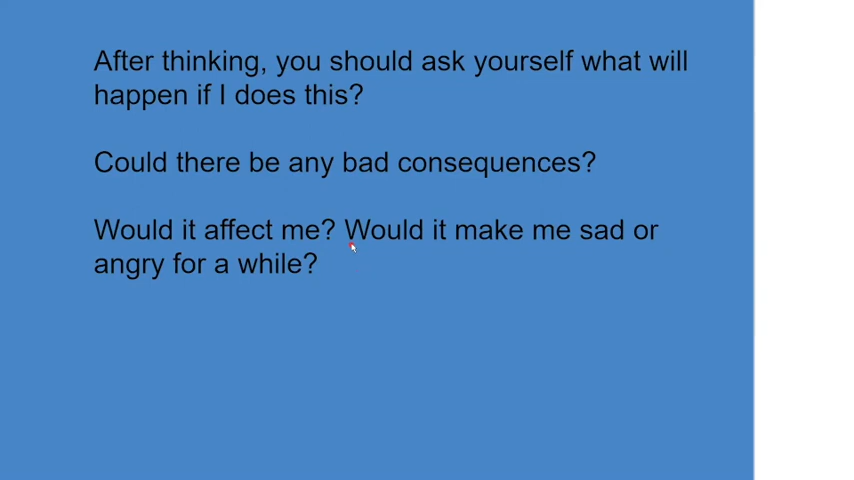 After thinking, you should ask yourself what will
happen if I does this?
Could there be any bad consequences?
Would it affect me? Would it make me sad or
angry for a while?